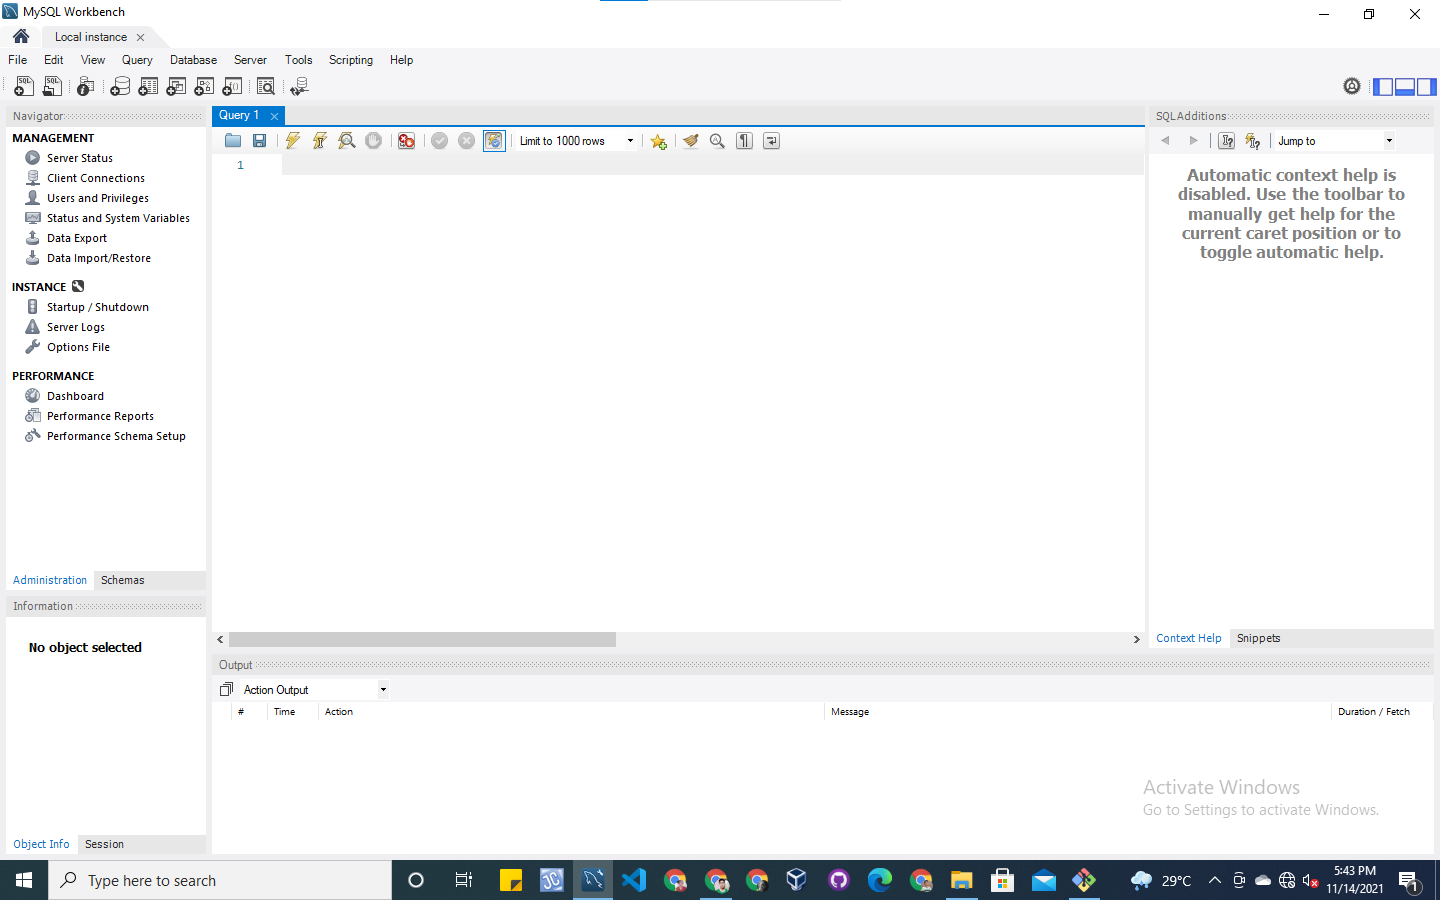 MySQL Workbench
Local instance
File Edit View Query Database Server Tools Scripting Help
Navigator
MANAGEMENT
Server Status
Client Connections
Users and Privileges
Status and System Variables
Data Export
Data Import/Restore
INSTANCE
Startup / Shutdown
Server Logs
Options File
PERFORMANCE
Dashboard
Performance Reports
Performance Schema Setup
Administration Schemas
Information
No object selected
Object Info Session
Query 1
Limit to 1000 rows
1
SQLAdditions
Jump to
Automatic context help is
disabled. Use the toolbar to
manually get help for the
current caret position or to
toggle automatic help.
Context Help Snippets
Output
Action Output
# Time Action Message Duration / Fetch
Activate Windows
Go to Settings to activate Windows.
Type here to search
29°C
5:43 PM
11/14/2021
1